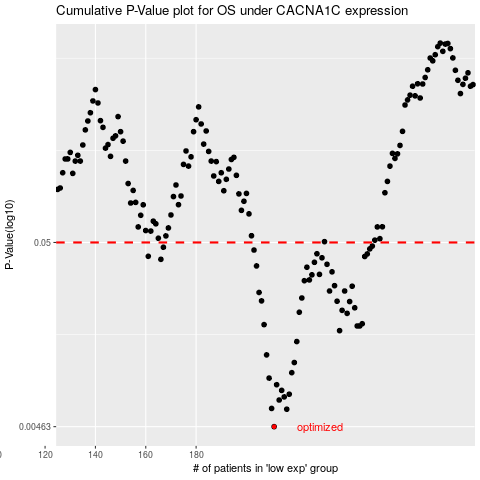 Cumulative P-Value plot for OS under CACNA1C expression
P-Value(log10)
0.05
0.00463
optimized
0 120 140 160 180
# of patients in 'low exp' group